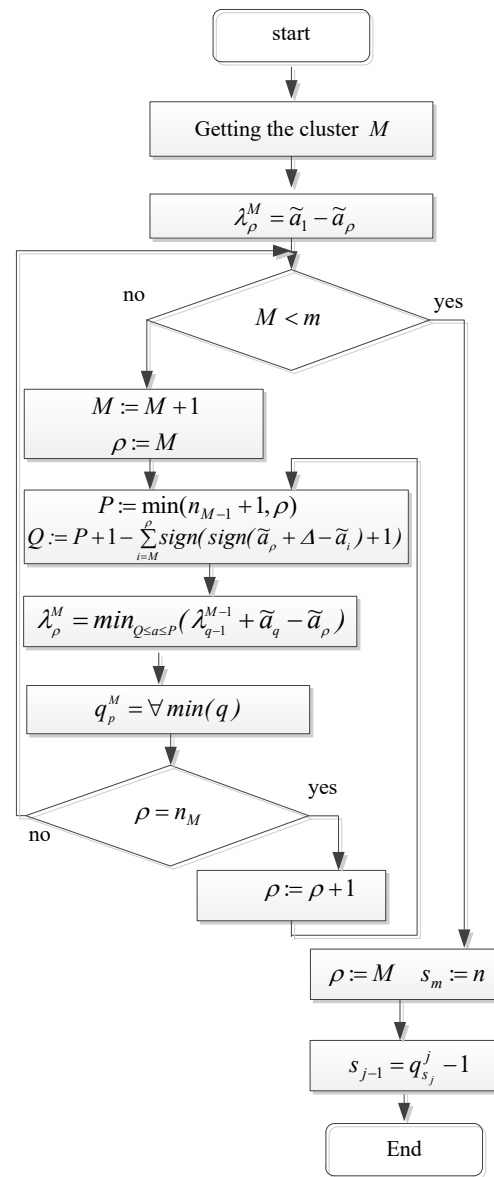 start
Getting the cluster M
λ_ρ^M = ã_1 − ã_ρ
no
yes
M < m
M := M + 1
ρ := M
P := min(n_{M−1} + 1, ρ)
Q := P + 1 − ∑_{i=M}^{ρ} sign(sign(ã_ρ + Δ − ã_i) + 1)
λ_ρ^M = min_{Q≤a≤P}(λ_{q−1}^{M−1} + ã_q − ã_ρ)
q_p^M = ∀ min(q)
yes
ρ = n_M
no
ρ := ρ + 1
ρ := M s_m := n
s_{j−1} = q_{s_j}^j − 1
End